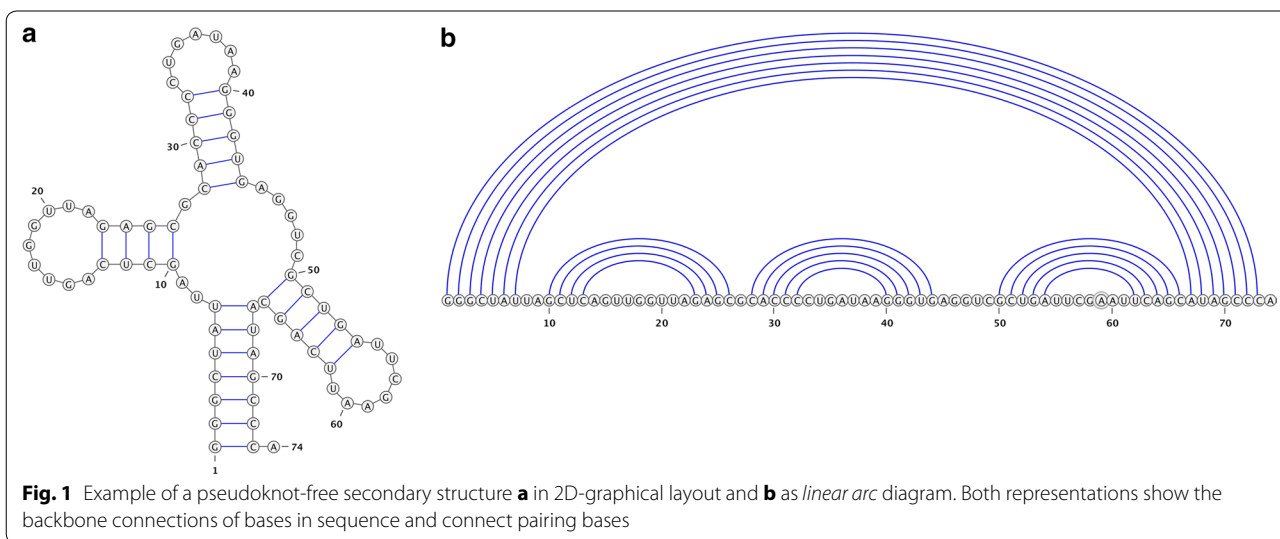 a
GGGCUAUUAGCUCAGUUGGUUAGAGCGCACCCCUGAUAAGGGUGAGGUCGCUGAUUCGAAUUCAGCAUAGCCCA
1
10
20
30
40
50
60
70
74
b
GGGCUAUUAGCUCAGUUGGUUAGAGCGCACCCCUGAUAAGGGUGAGGUCGCUGAUUCGAAUUCAGCAUAGCCCA
10 20 30 40 50 60 70
Fig. 1 Example of a pseudoknot-free secondary structure a in 2D-graphical layout and b as linear arc diagram. Both representations show the
backbone connections of bases in sequence and connect pairing bases